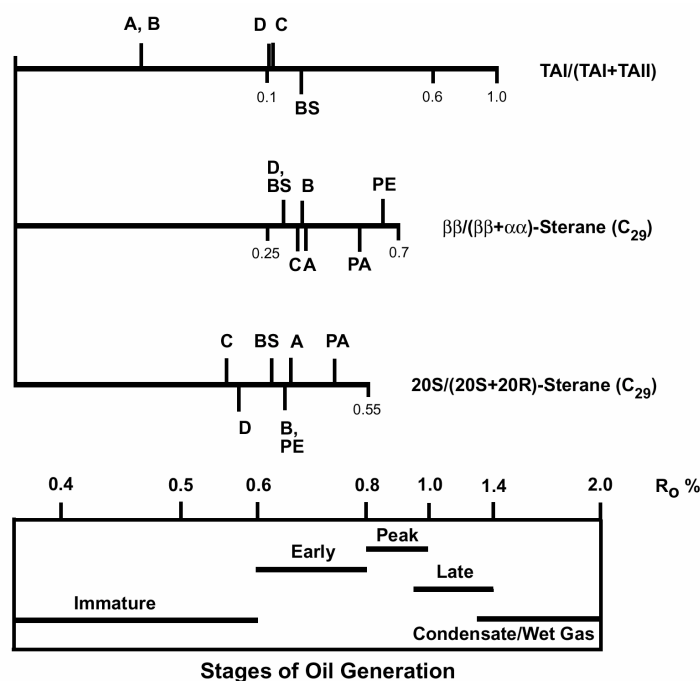 A, B
D C
TAI/(TAI+TAII)
0.1
0.6
1.0
BS
D,
BS
B
PE
ββ/(ββ+αα)-Sterane (C29)
0.25
0.7
C A
PA
C
BS
A
PA
20S/(20S+20R)-Sterane (C29)
0.55
D
B,
PE
0.4 0.5 0.6 0.8 1.0 1.4 2.0 Ro %
Peak
Early
Late
Immature
Condensate/Wet Gas
Stages of Oil Generation